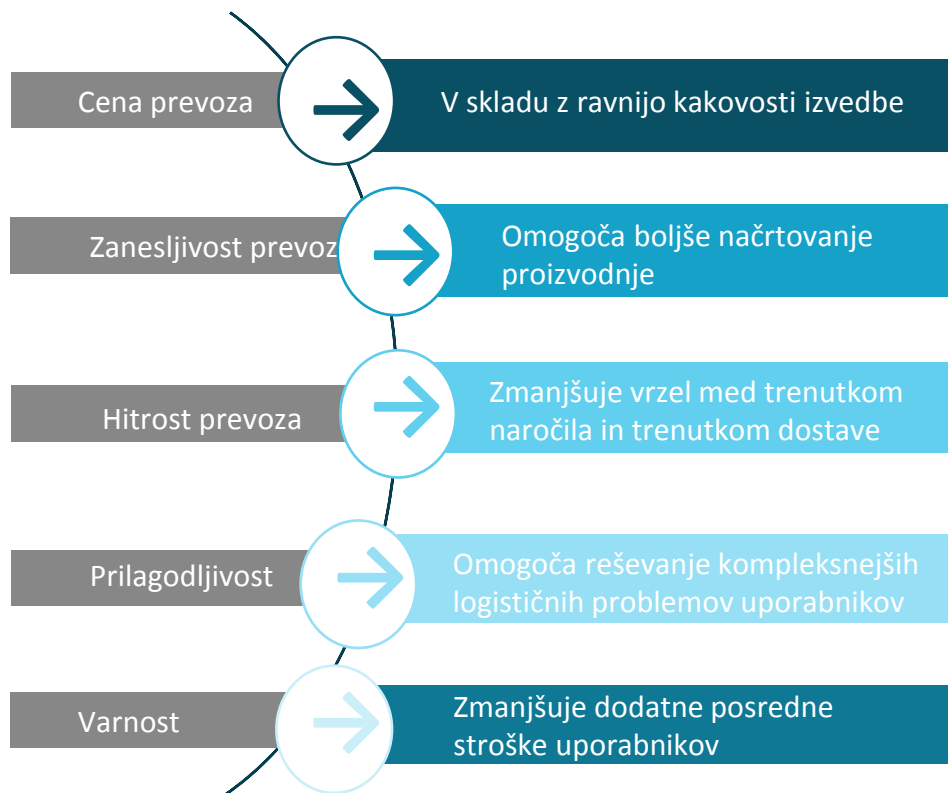 Cena prevoza
V skladu z ravnijo kakovosti izvedbe
Zanesljivost prevoz
Omogoča boljše načrtovanje
proizvodnje
Hitrost prevoza
Zmanjšuje vrzel med trenutkom
naročila in trenutkom dostave
Prilagodljivost
Omogoča reševanje kompleksnejših
logističnih problemov uporabnikov
Varnost
Zmanjšuje dodatne posredne
stroške uporabnikov